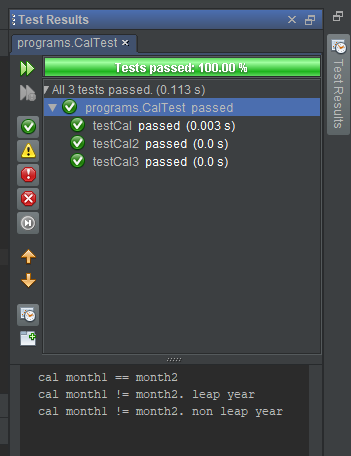 Test Results
programs.CalTest
Tests passed: 100.00 %
All 3 tests passed. (0.113 s)
programs.CalTest passed
testCal passed (0.003 s)
testCal2 passed (0.0 s)
testCal3 passed (0.0 s)
cal month1 == month2
cal month1 != month2. leap year
cal month1 != month2. non leap year
Test Results